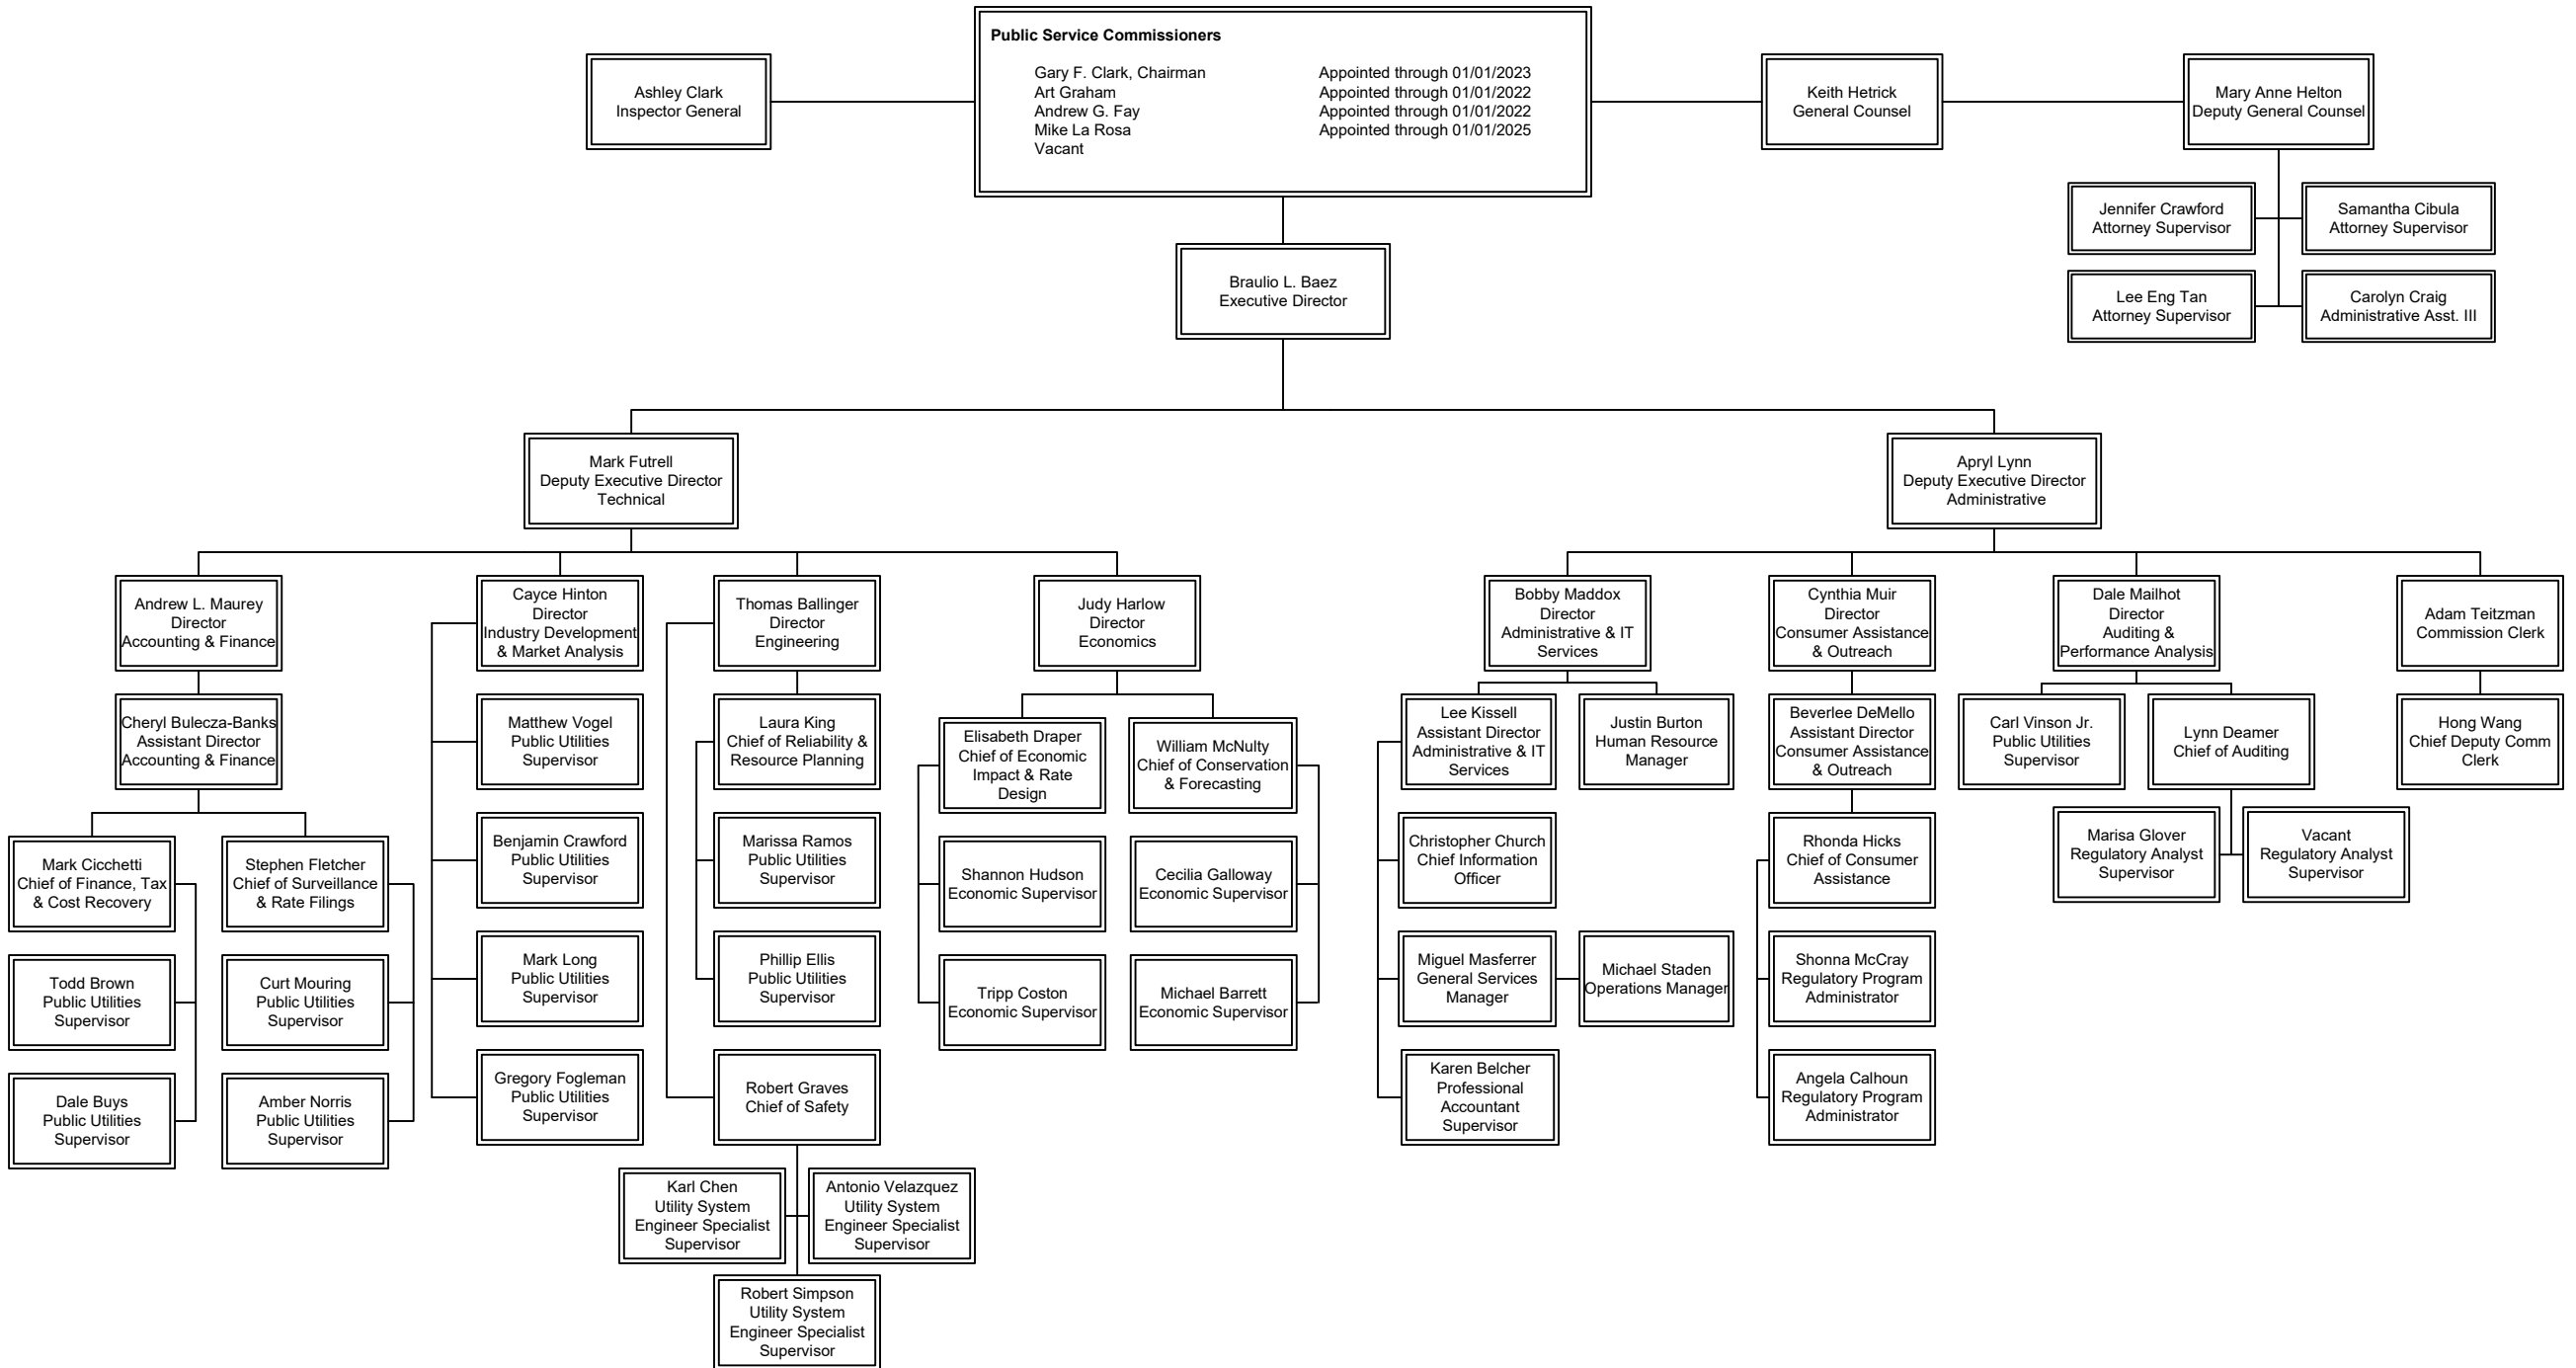 Public Service Commissioners
Gary F. Clark, Chairman Appointed through 01/01/2023
Art Graham Appointed through 01/01/2022
Andrew G. Fay Appointed through 01/01/2022
Mike La Rosa Appointed through 01/01/2025
Vacant
Ashley Clark
Inspector General
Keith Hetrick
General Counsel
Mary Anne Helton
Deputy General Counsel
Jennifer Crawford
Attorney Supervisor
Samantha Cibula
Attorney Supervisor
Lee Eng Tan
Attorney Supervisor
Carolyn Craig
Administrative Asst. III
Braulio L. Baez
Executive Director
Mark Futrell
Deputy Executive Director
Technical
Apryl Lynn
Deputy Executive Director
Administrative
Andrew L. Maurey
Director
Accounting & Finance
Cheryl Bulecza-Banks
Assistant Director
Accounting & Finance
Mark Cicchetti
Chief of Finance, Tax
& Cost Recovery
Todd Brown
Public Utilities
Supervisor
Dale Buys
Public Utilities
Supervisor
Stephen Fletcher
Chief of Surveillance
& Rate Filings
Curt Mouring
Public Utilities
Supervisor
Amber Norris
Public Utilities
Supervisor
Cayce Hinton
Director
Industry Development
& Market Analysis
Matthew Vogel
Public Utilities
Supervisor
Benjamin Crawford
Public Utilities
Supervisor
Mark Long
Public Utilities
Supervisor
Gregory Fogleman
Public Utilities
Supervisor
Thomas Ballinger
Director
Engineering
Laura King
Chief of Reliability &
Resource Planning
Marissa Ramos
Public Utilities
Supervisor
Phillip Ellis
Public Utilities
Supervisor
Robert Graves
Chief of Safety
Karl Chen
Utility System
Engineer Specialist
Supervisor
Antonio Velazquez
Utility System
Engineer Specialist
Supervisor
Robert Simpson
Utility System
Engineer Specialist
Supervisor
Judy Harlow
Director
Economics
Elisabeth Draper
Chief of Economic
Impact & Rate
Design
Shannon Hudson
Economic Supervisor
Tripp Coston
Economic Supervisor
William McNulty
Chief of Conservation
& Forecasting
Cecilia Galloway
Economic Supervisor
Michael Barrett
Economic Supervisor
Bobby Maddox
Director
Administrative & IT
Services
Lee Kissell
Assistant Director
Administrative & IT
Services
Justin Burton
Human Resource
Manager
Christopher Church
Chief Information
Officer
Miguel Masferrer
General Services
Manager
Michael Staden
Operations Manager
Karen Belcher
Professional
Accountant
Supervisor
Cynthia Muir
Director
Consumer Assistance
& Outreach
Beverlee DeMello
Assistant Director
Consumer Assistance
& Outreach
Rhonda Hicks
Chief of Consumer
Assistance
Shonna McCray
Regulatory Program
Administrator
Angela Calhoun
Regulatory Program
Administrator
Dale Mailhot
Director
Auditing &
Performance Analysis
Carl Vinson Jr.
Public Utilities
Supervisor
Lynn Deamer
Chief of Auditing
Marisa Glover
Regulatory Analyst
Supervisor
Vacant
Regulatory Analyst
Supervisor
Adam Teitzman
Commission Clerk
Hong Wang
Chief Deputy Comm
Clerk